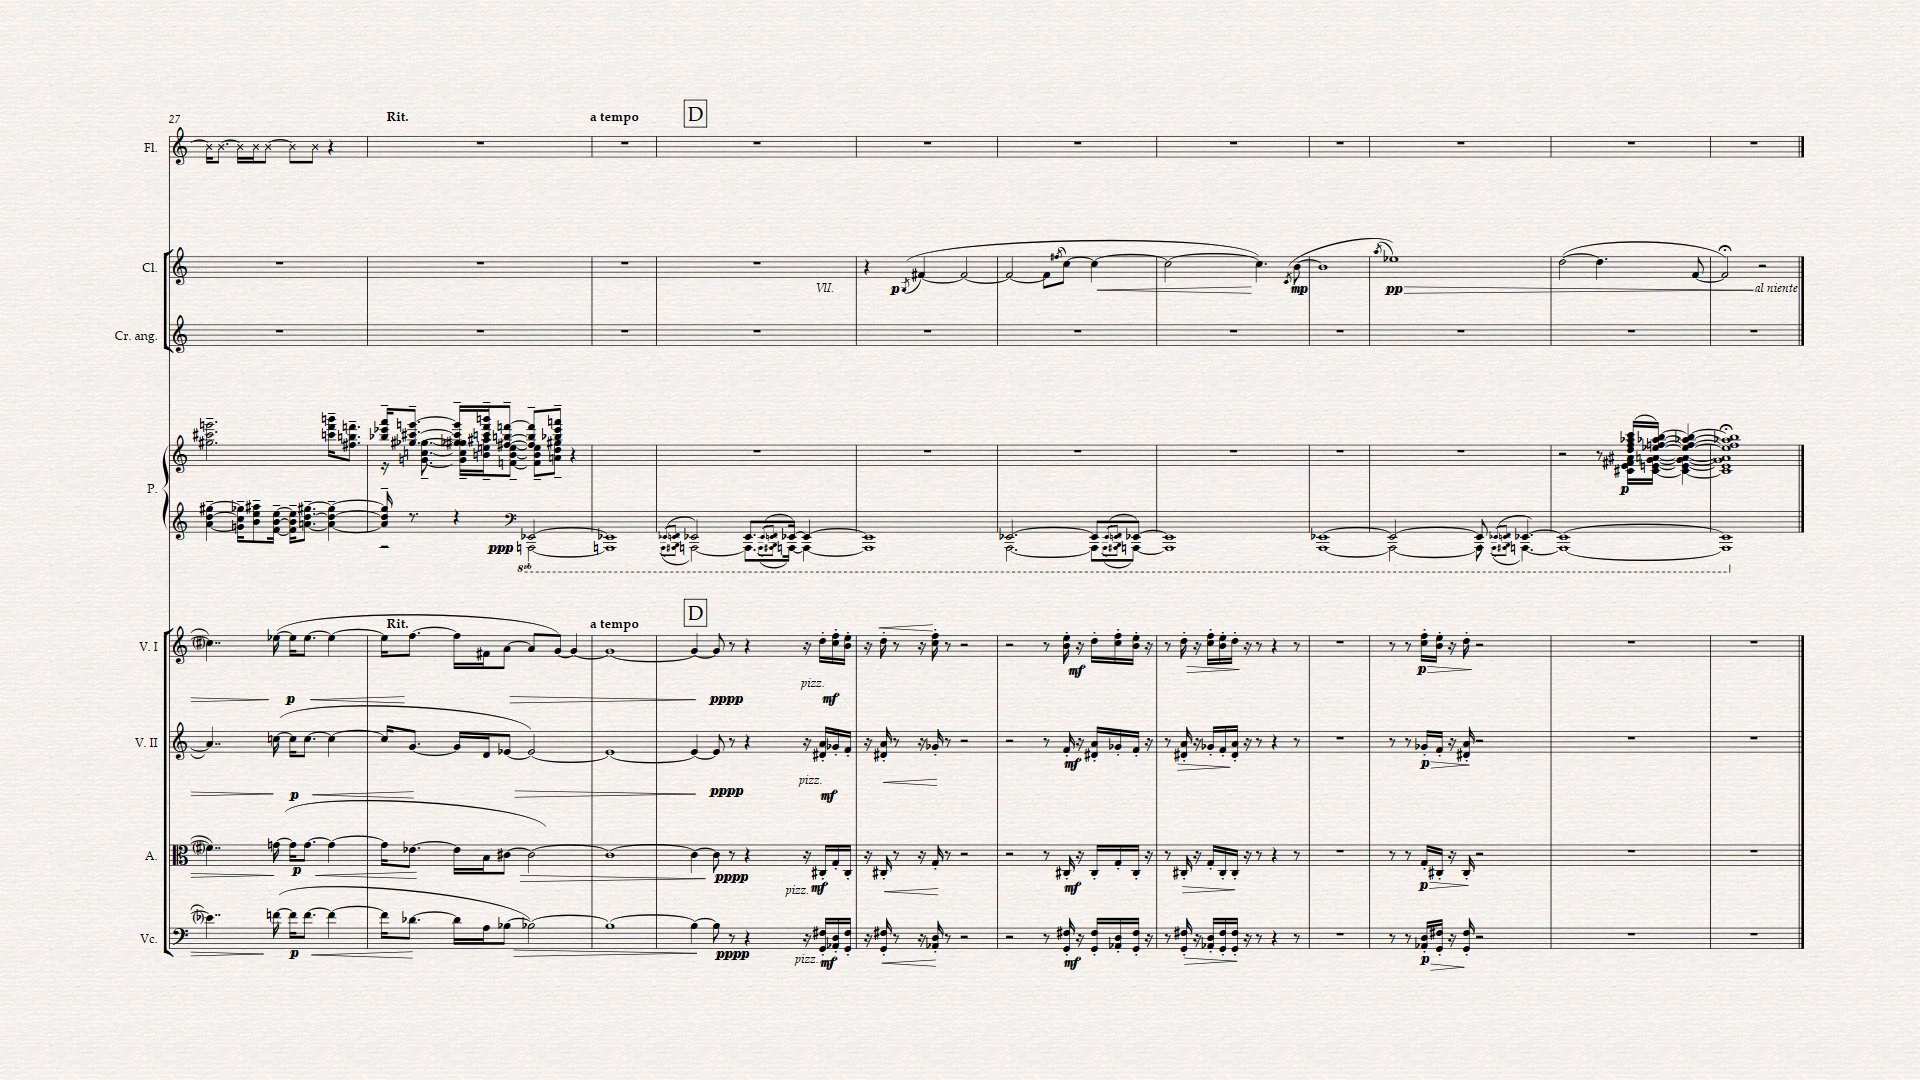 27
Rit.
a tempo
D
Fl.
Cl.
VII.
p
mp
pp
al niente
Cr. ang.
P.
p
ppp
8vb
Rit.
a tempo
D
V. I
p
pppp
pizz.
mf
mf
p
V. II
p
pppp
pizz.
mf
mf
p
A.
p
pppp
pizz.
mf
mf
p
Vc.
p
pppp
pizz.
mf
mf
p